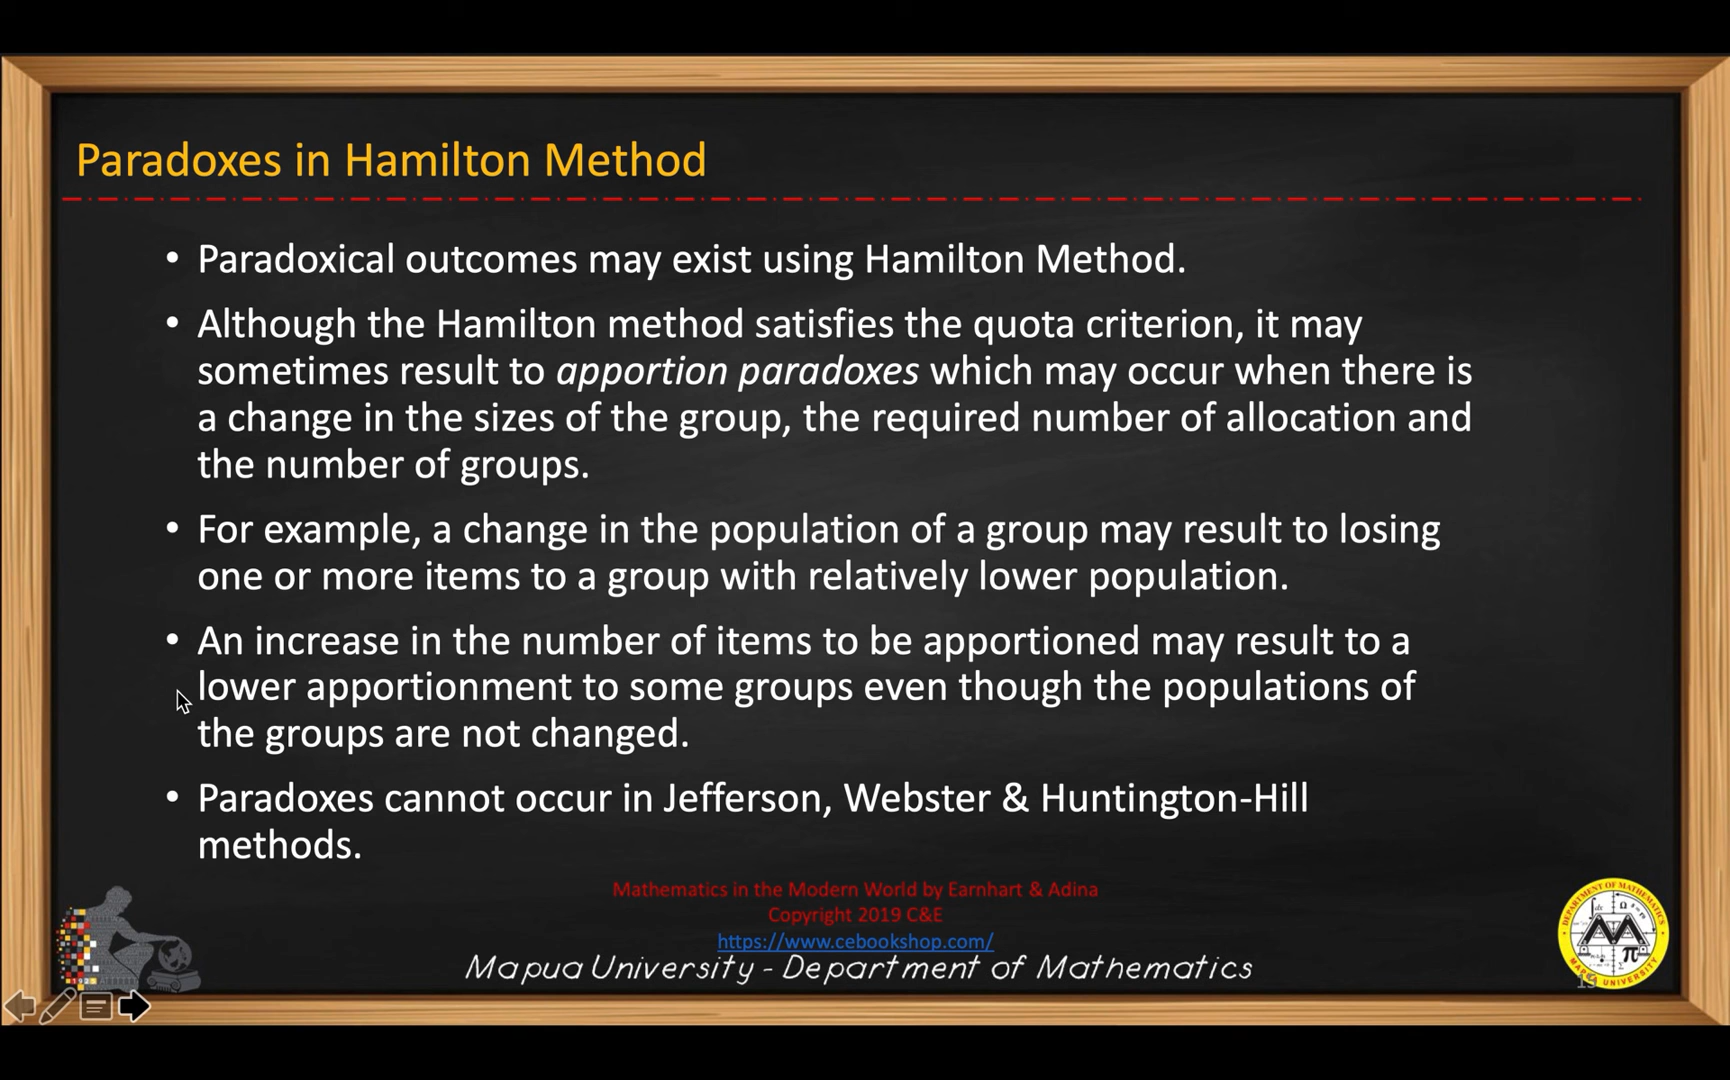 Paradoxes in Hamilton Method
• Paradoxical outcomes may exist using Hamilton Method.
• Although the Hamilton method satisfies the quota criterion, it may
sometimes result to apportion paradoxes which may occur when there is
a change in the sizes of the group, the required number of allocation and
the number of groups.
• For example, a change in the population of a group may result to losing
one or more items to a group with relatively lower population.
• An increase in the number of items to be apportioned may result to a
lower apportionment to some groups even though the populations of
the groups are not changed.
• Paradoxes cannot occur in Jefferson, Webster & Huntington-Hill
methods.
Mathematics in the Modern World by Earnhart & Adina
Copyright 2019 C&E
https://www.cebookshop.com/
Mapua University - Department of Mathematics
DEPARTMENT OF MATHEMATICS
MAPUA UNIVERSITY